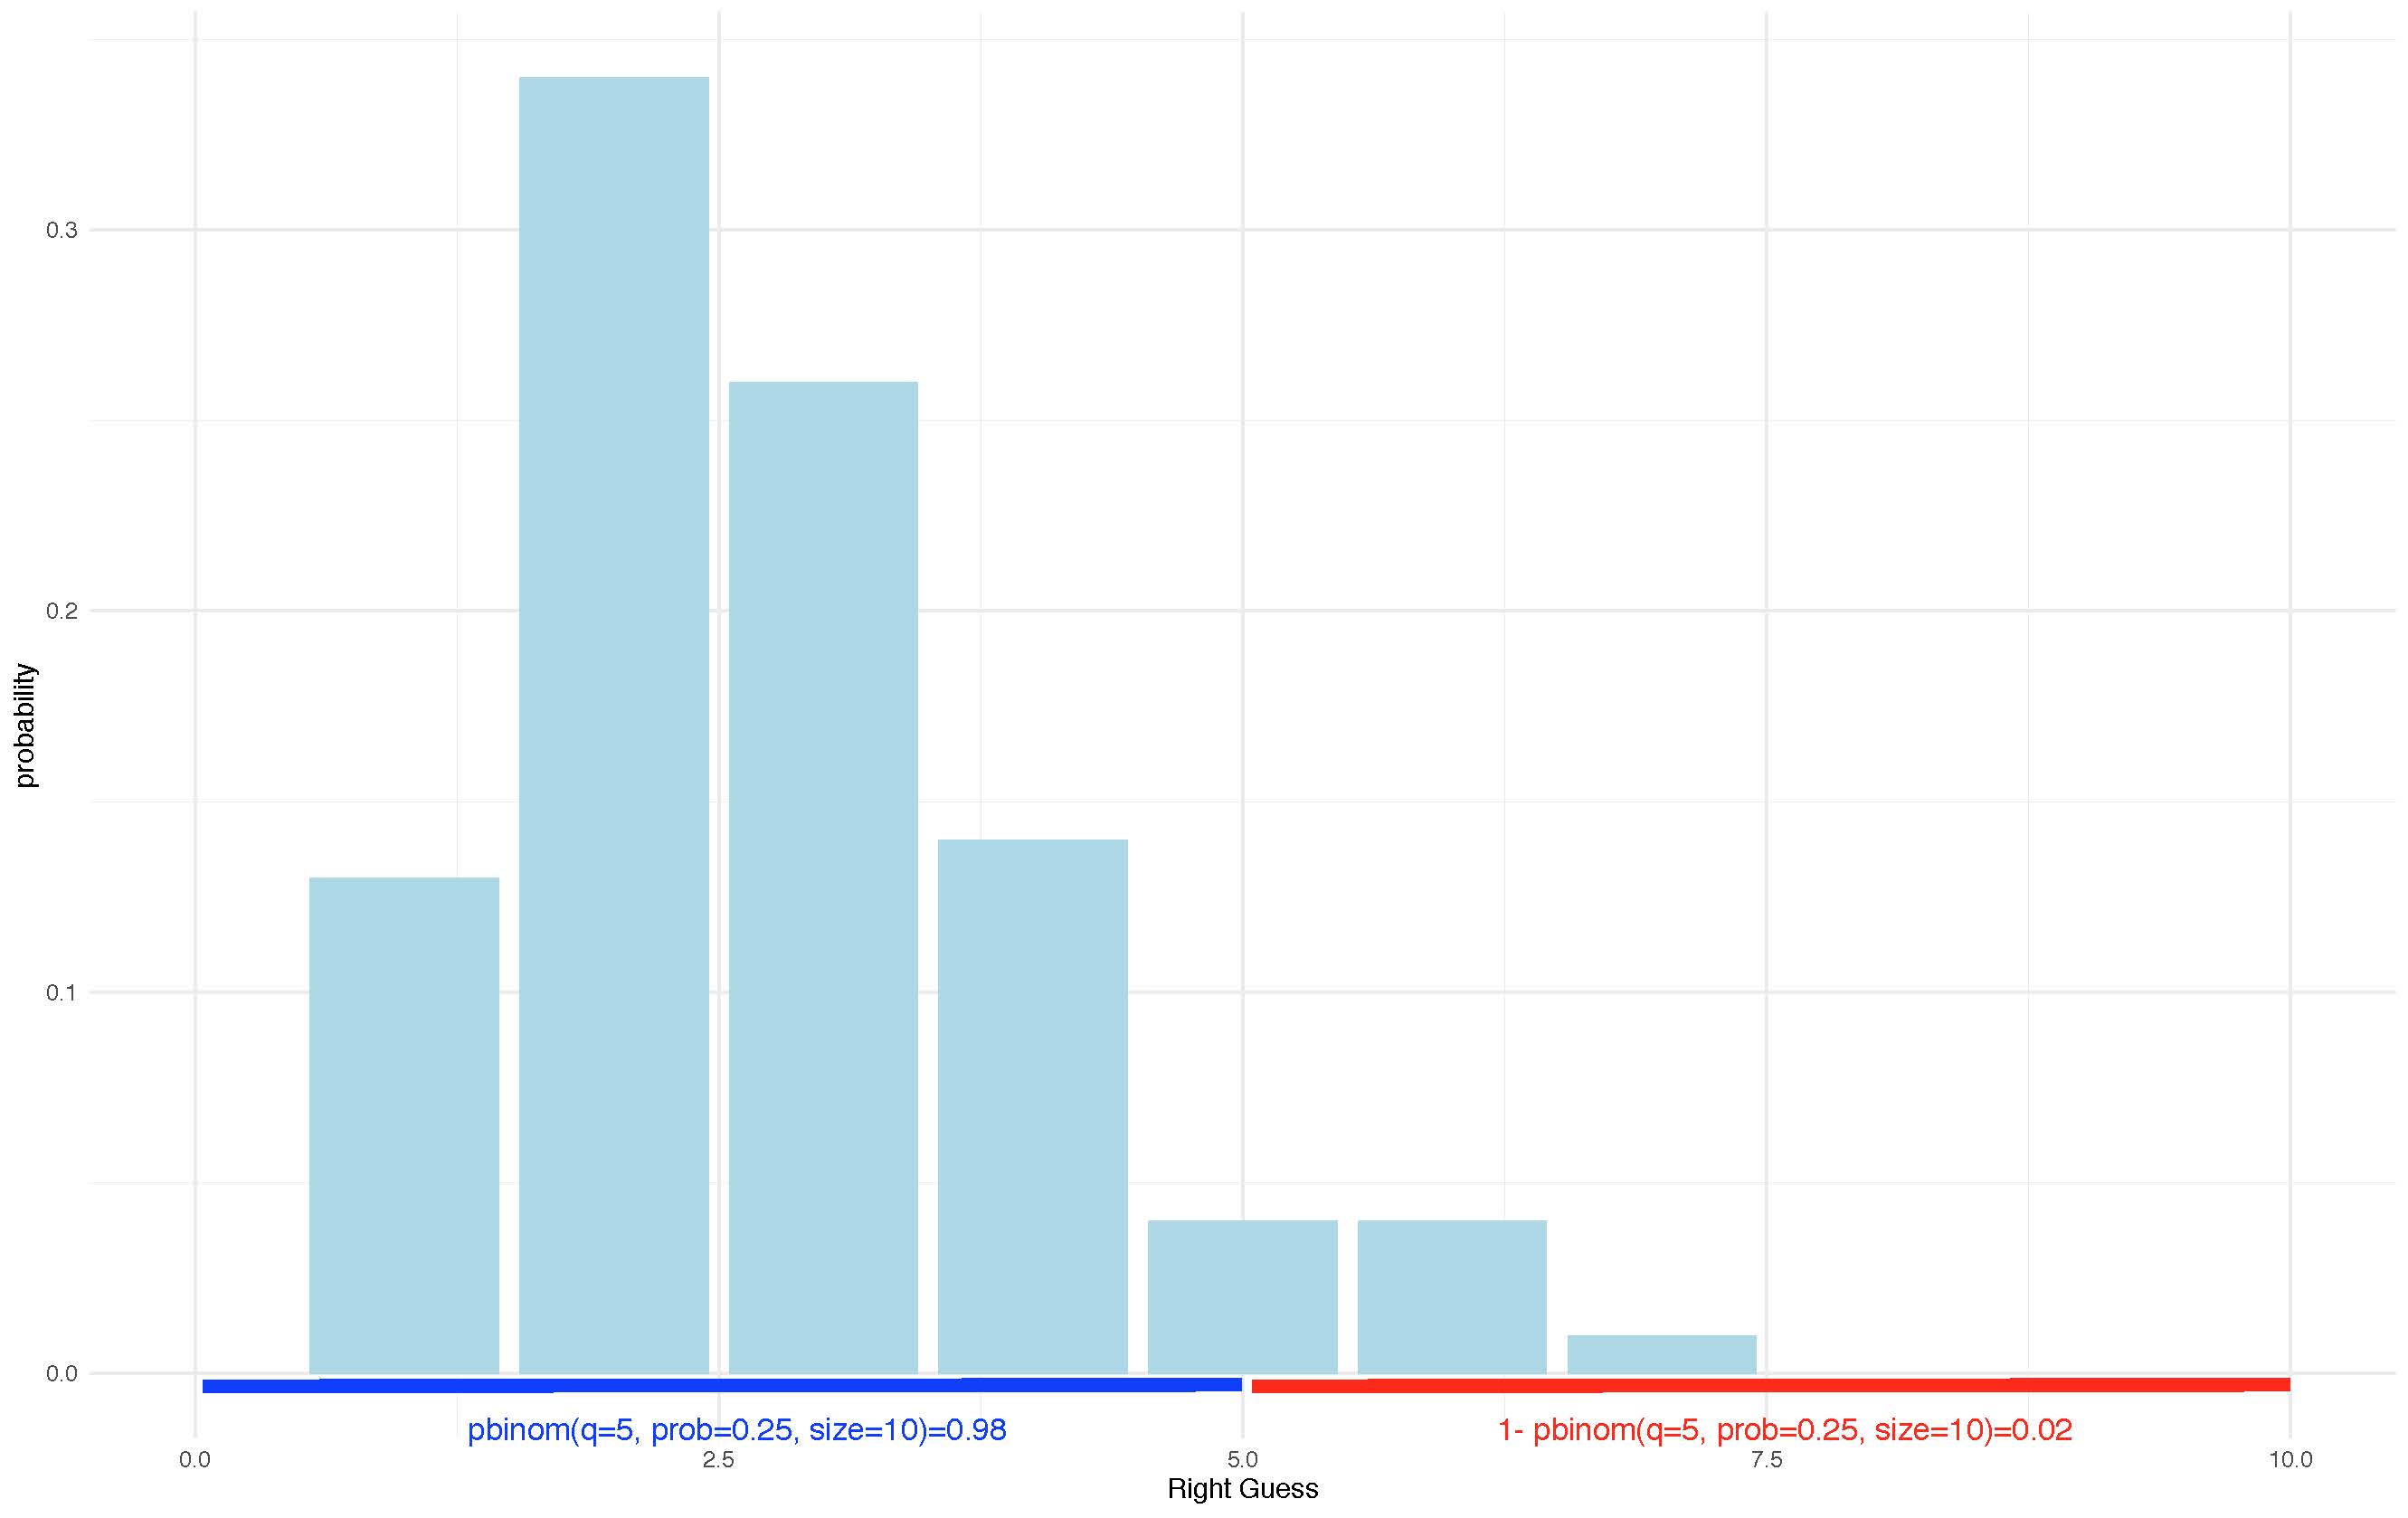 0.3
0.2
probability
0.1
0.0
pbinom(q=5, prob=0.25, size=10)=0.98
1- pbinom(q=5, prob=0.25, size=10)=0.02
0.0
2.5
5.0
7.5
10.0
Right Guess